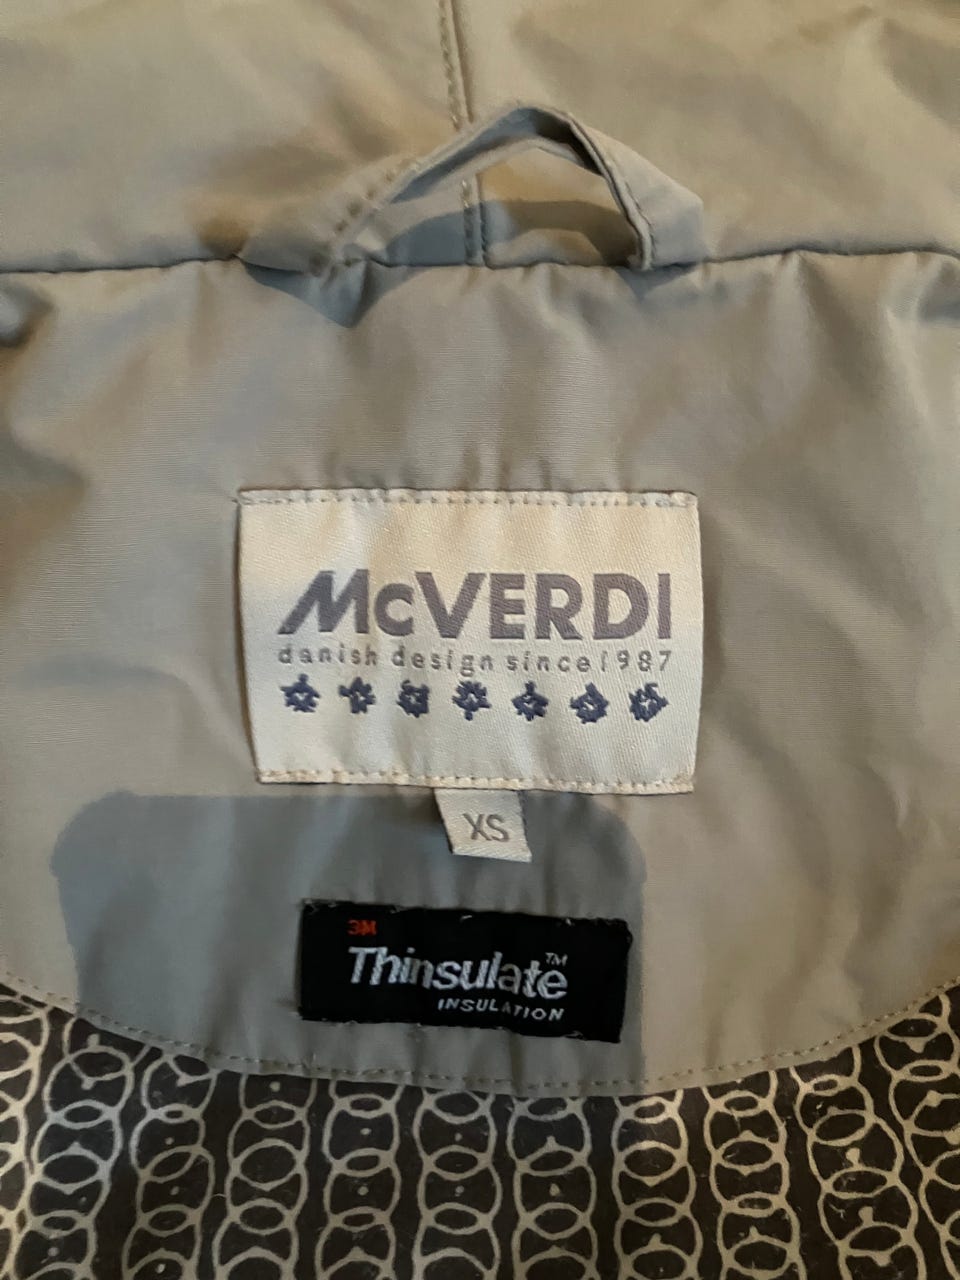 McVERDI
danish design since 1987
XS
3M
Thinsulate™
INSULATION